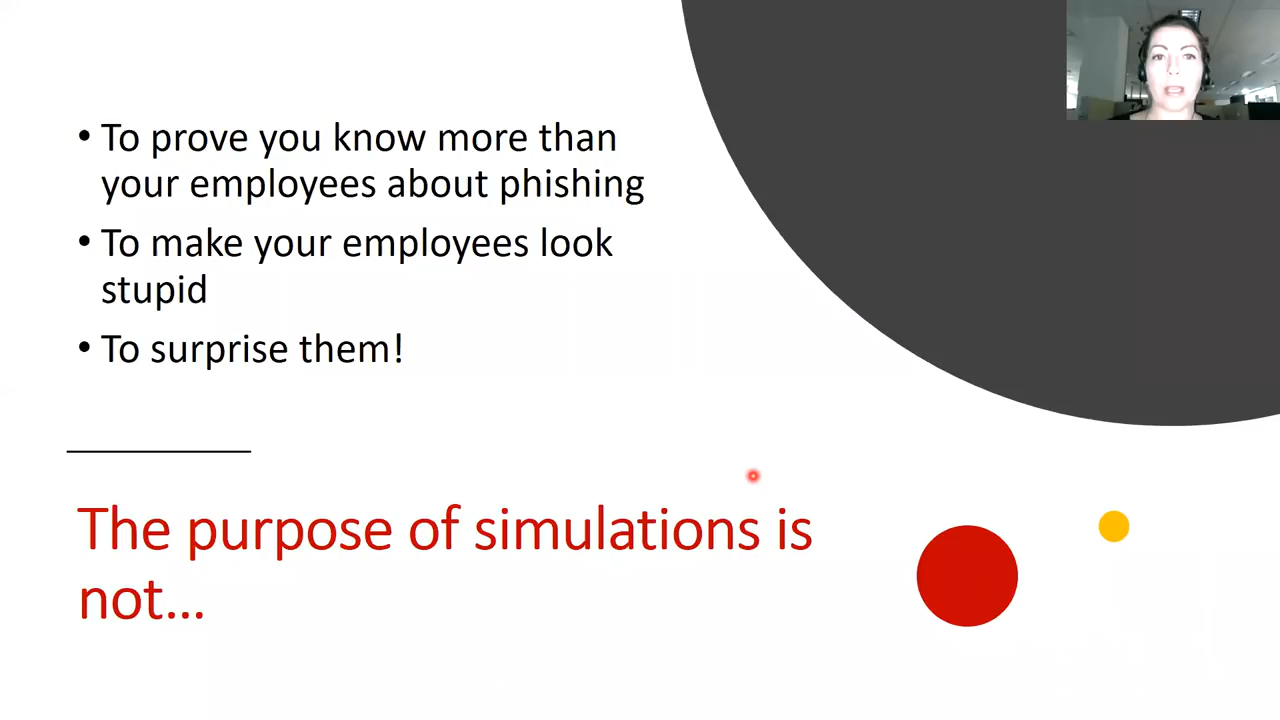 • To prove you know more than
your employees about phishing
• To make your employees look
stupid
• To surprise them!
The purpose of simulations is
not...